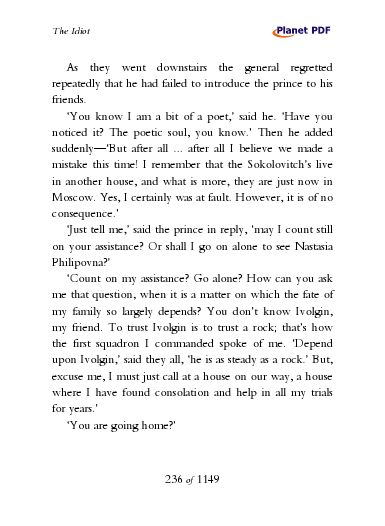 The Idiot
Planet PDF
As they went downstairs the general regretted
repeatedly that he had failed to introduce the prince to his
friends.
'You know I am a bit of a poet,' said he. 'Have you
noticed it? The poetic soul, you know.' Then he added
suddenly—'But after all ... after all I believe we made a
mistake this time! I remember that the Sokolovitch's live
in another house, and what is more, they are just now in
Moscow. Yes, I certainly was at fault. However, it is of no
consequence.'
'Just tell me,' said the prince in reply, 'may I count still
on your assistance? Or shall I go on alone to see Nastasia
Philipovna?'
'Count on my assistance? Go alone? How can you ask
me that question, when it is a matter on which the fate of
my family so largely depends? You don't know Ivolgin,
my friend. To trust Ivolgin is to trust a rock; that's how
the first squadron I commanded spoke of me. 'Depend
upon Ivolgin,' said they all, 'he is as steady as a rock.' But,
excuse me, I must just call at a house on our way, a house
where I have found consolation and help in all my trials
for years.'
'You are going home?'
236 of 1149